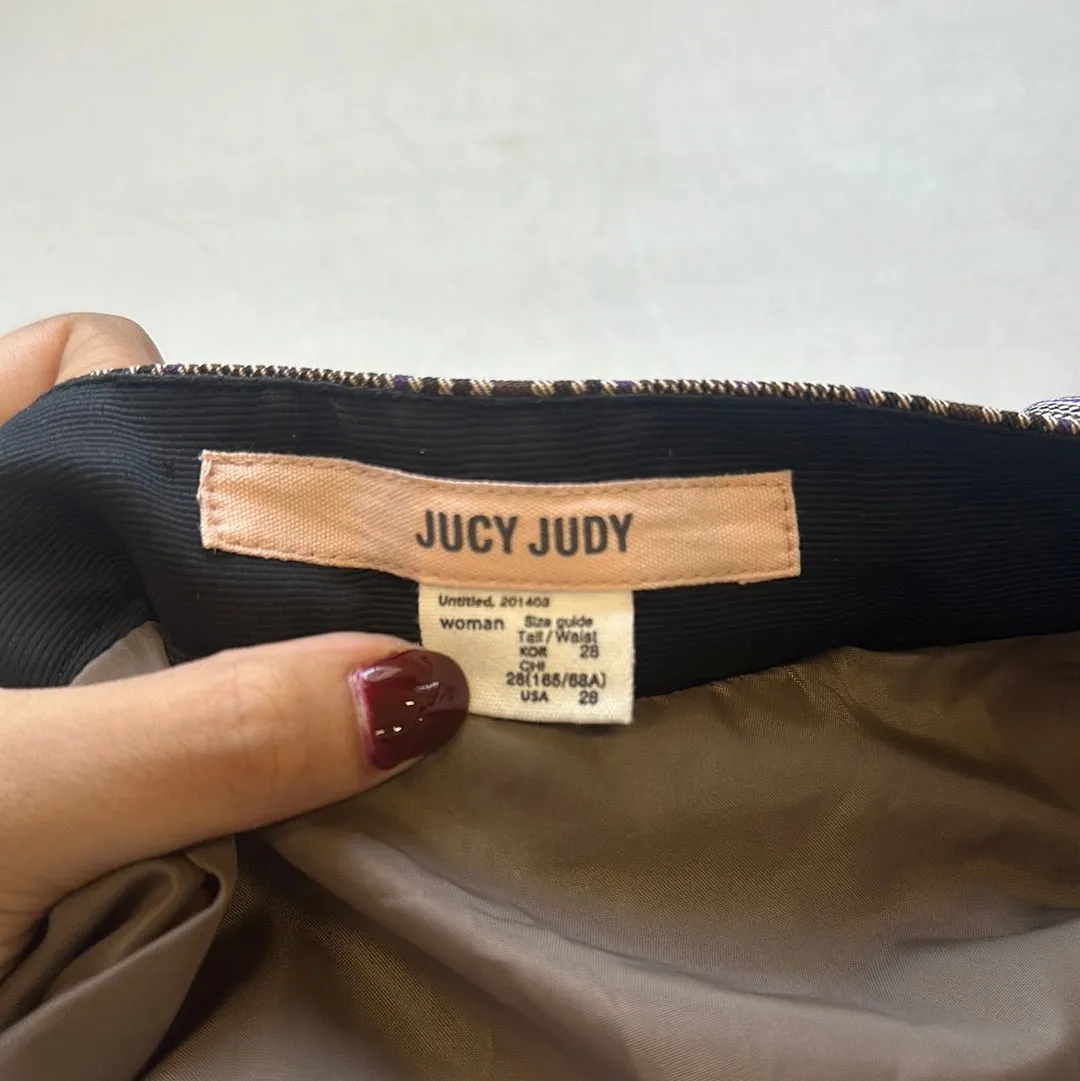 JUCY JUDY
Untitled, 201403
woman Size guide
Tall/Waist
KOR 28
CHI
28(165/68A)
USA 28